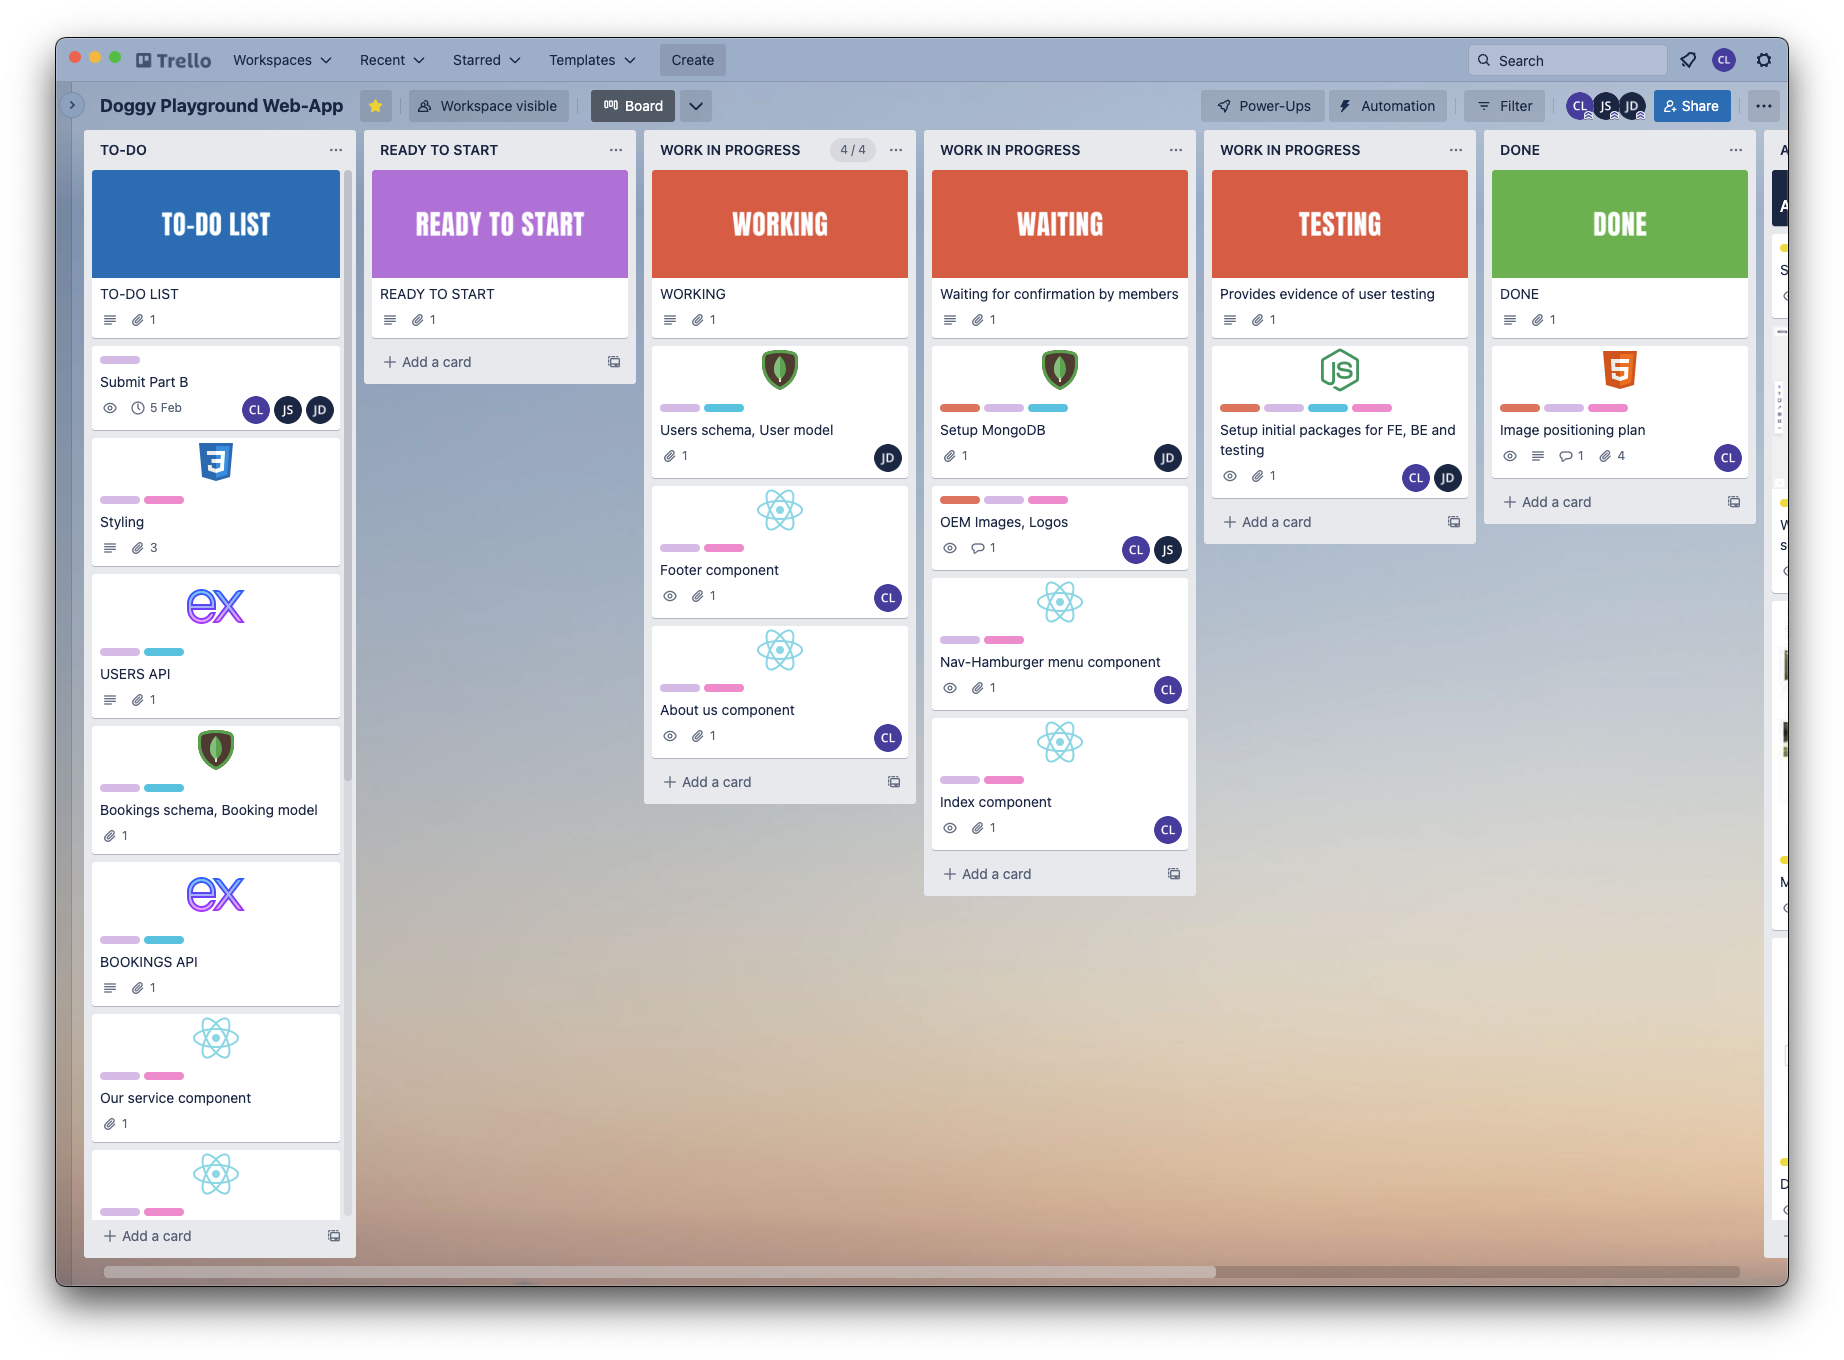 Trello
Workspaces
Recent
Starred
Templates
Create
Search
CL
Doggy Playground Web-App
Workspace visible
Board
Power-Ups
Automation
Filter
CL
JS
JD
Share
TO-DO
TO-DO LIST
TO-DO LIST
1
Submit Part B
5 Feb
CL
JS
JD
3
Styling
3
ex
USERS API
1
Bookings schema, Booking model
1
ex
BOOKINGS API
1
Our service component
1
Add a card
READY TO START
READY TO START
READY TO START
1
Add a card
WORK IN PROGRESS
4 / 4
WORKING
WORKING
1
Users schema, User model
1
JD
Footer component
1
CL
About us component
1
CL
Add a card
WORK IN PROGRESS
WAITING
Waiting for confirmation by members
1
Setup MongoDB
1
JD
OEM Images, Logos
1
CL
JS
Nav-Hamburger menu component
1
CL
Index component
1
CL
Add a card
WORK IN PROGRESS
TESTING
Provides evidence of user testing
1
JS
Setup initial packages for FE, BE and
testing
1
CL
JD
Add a card
DONE
DONE
DONE
1
5
Image positioning plan
1
4
CL
Add a card